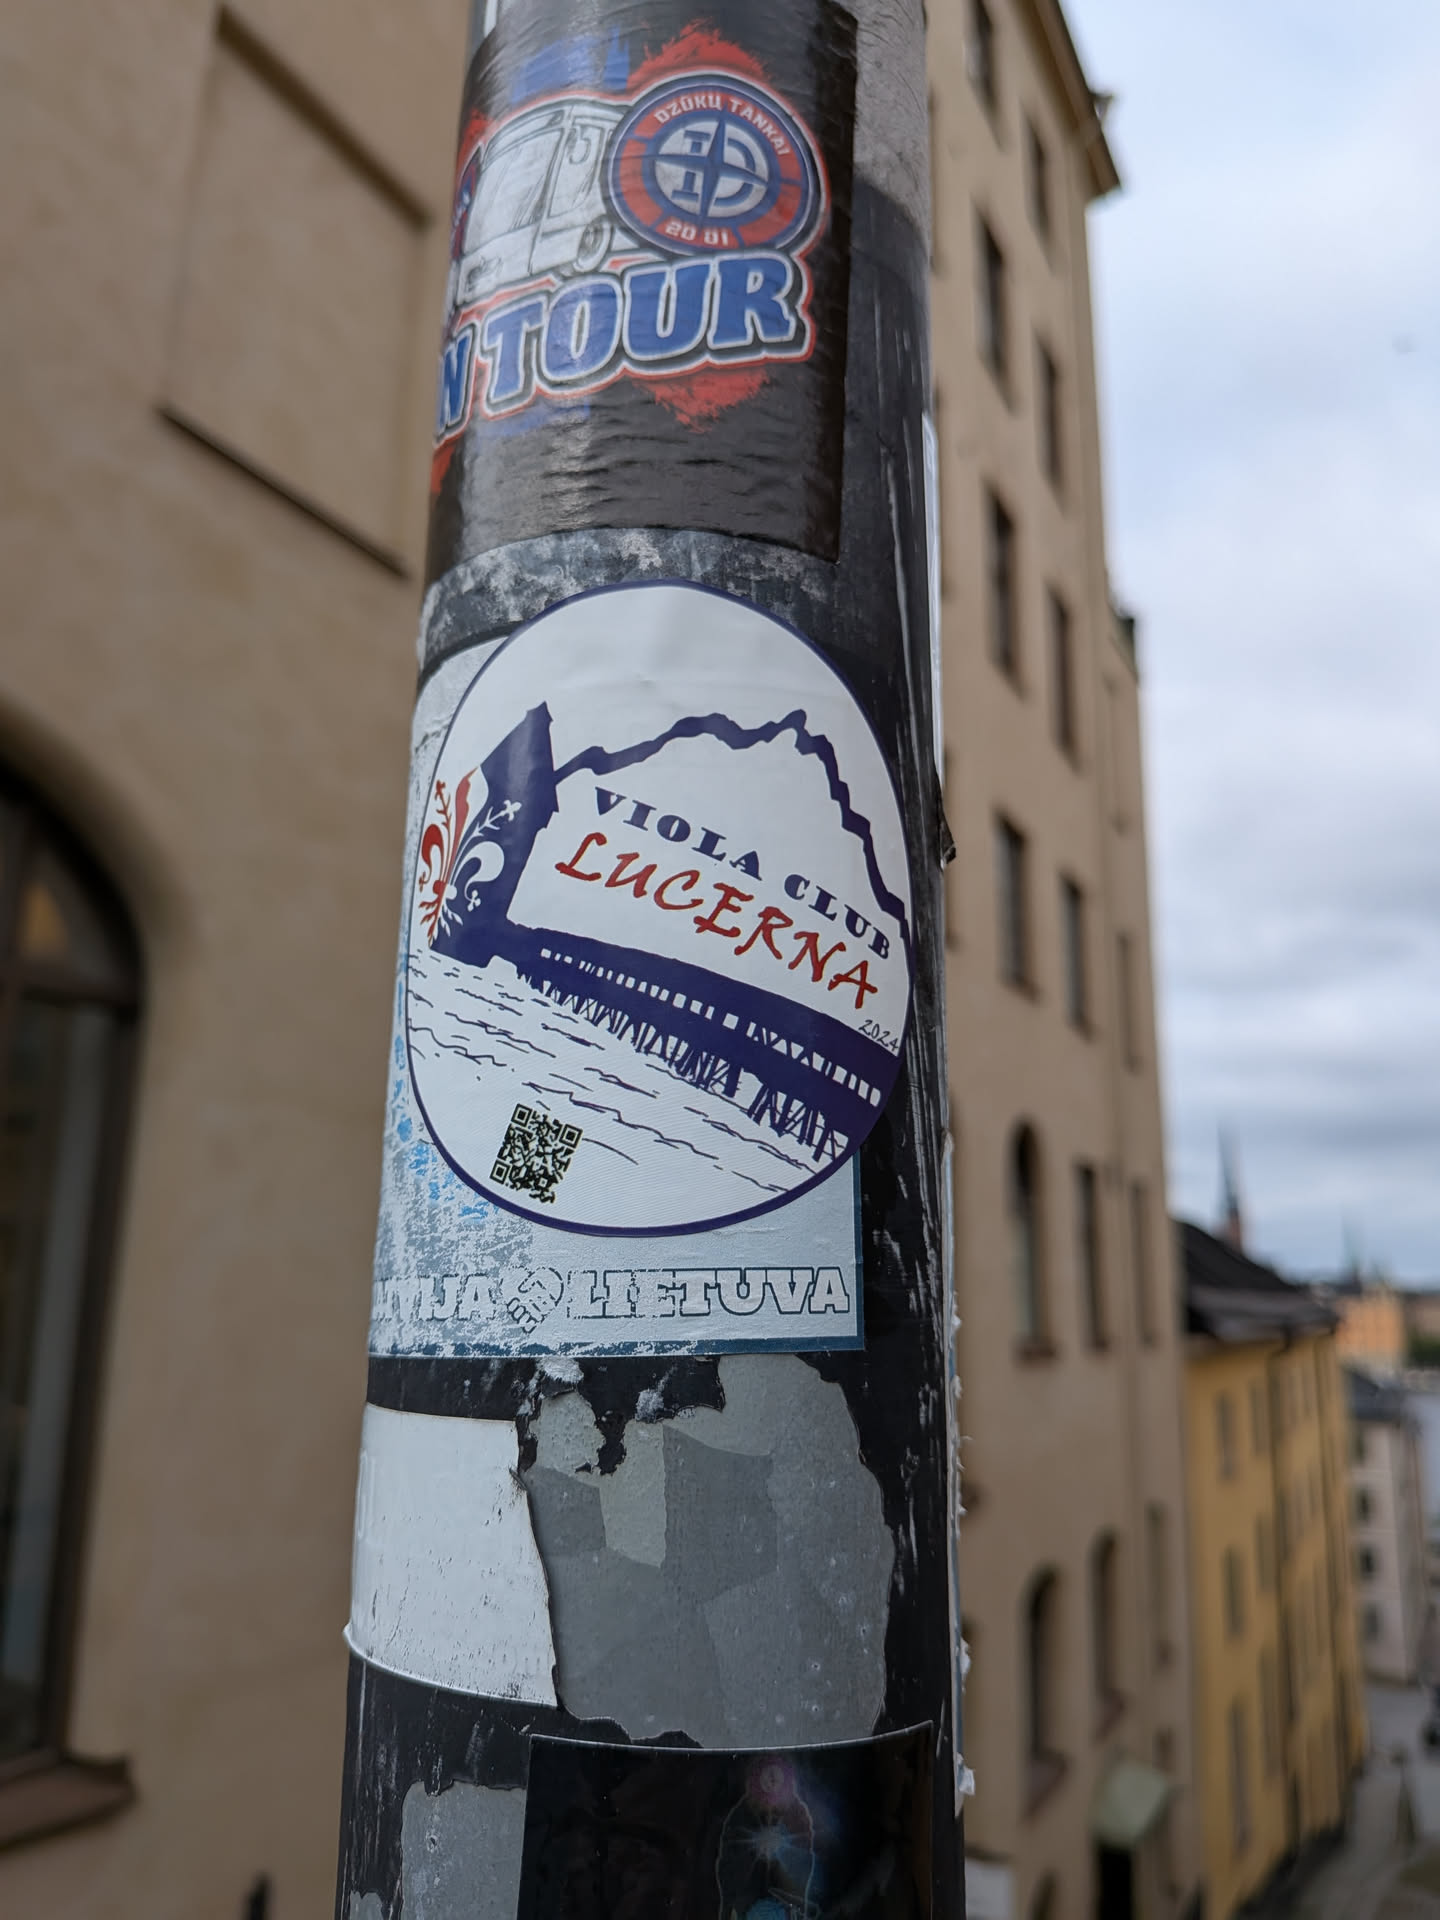 DZŪKŲ TANKAI
20 01
N TOUR
VIOLA CLUB
LUCERNA
2024
LIETUVA